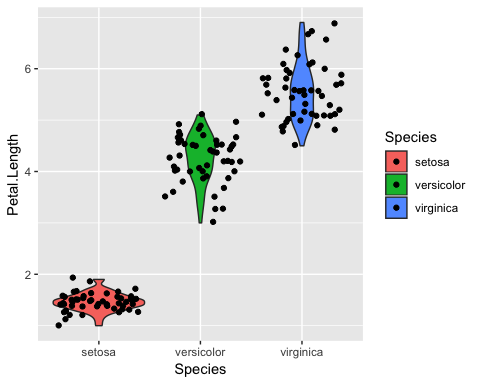 Petal.Length
6
4
2
setosa
versicolor
virginica
Species
Species
setosa
versicolor
virginica